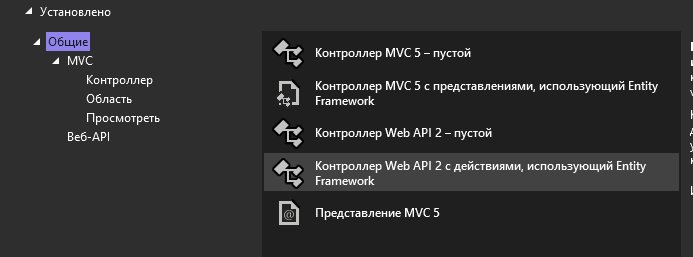 Установлено
Общие
MVC
Контроллер
Область
Просмотреть
Веб-API
Контроллер MVC 5 – пустой
Контроллер MVC 5 с представлениями, использующий Entity
Framework
Контроллер Web API 2 – пустой
Контроллер Web API 2 с действиями, использующий Entity
Framework
Представление MVC 5